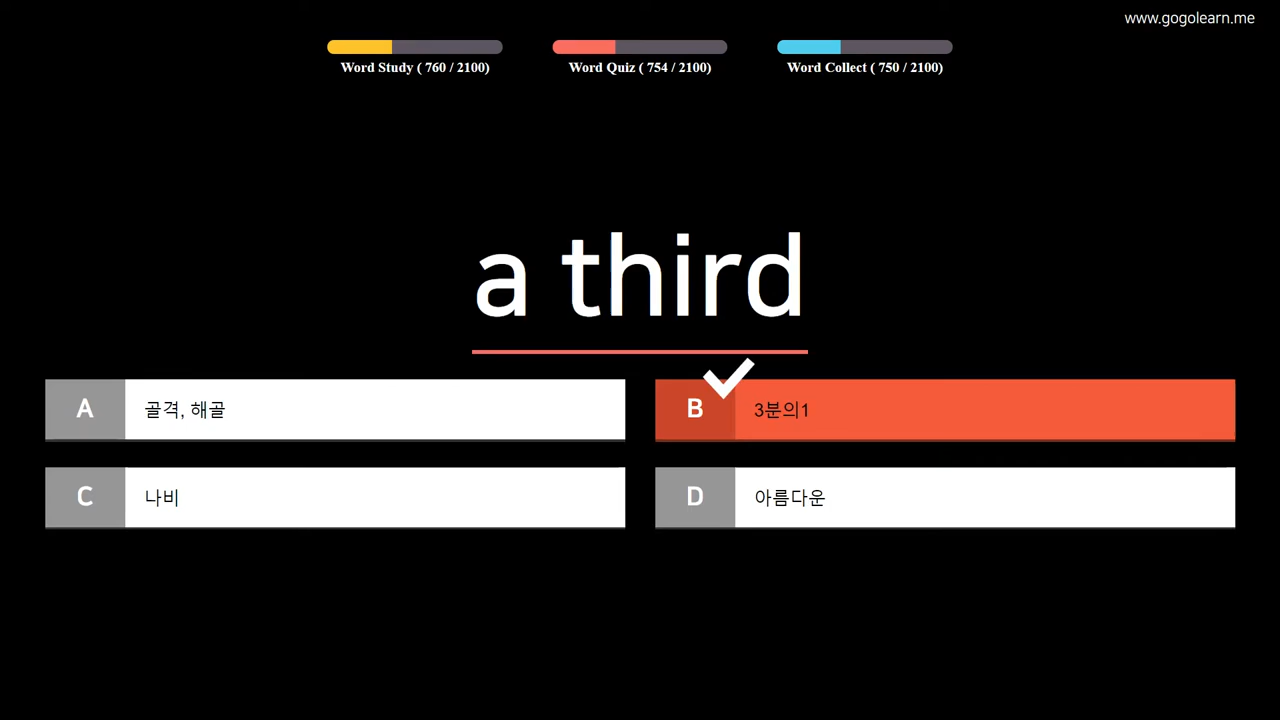 www.gogolearn.me
Word Study ( 760 / 2100)
Word Quiz ( 754 / 2100)
Word Collect ( 750 / 2100)
a third
A 골격, 해골
B 3분의1
C 나비
D 아름다운